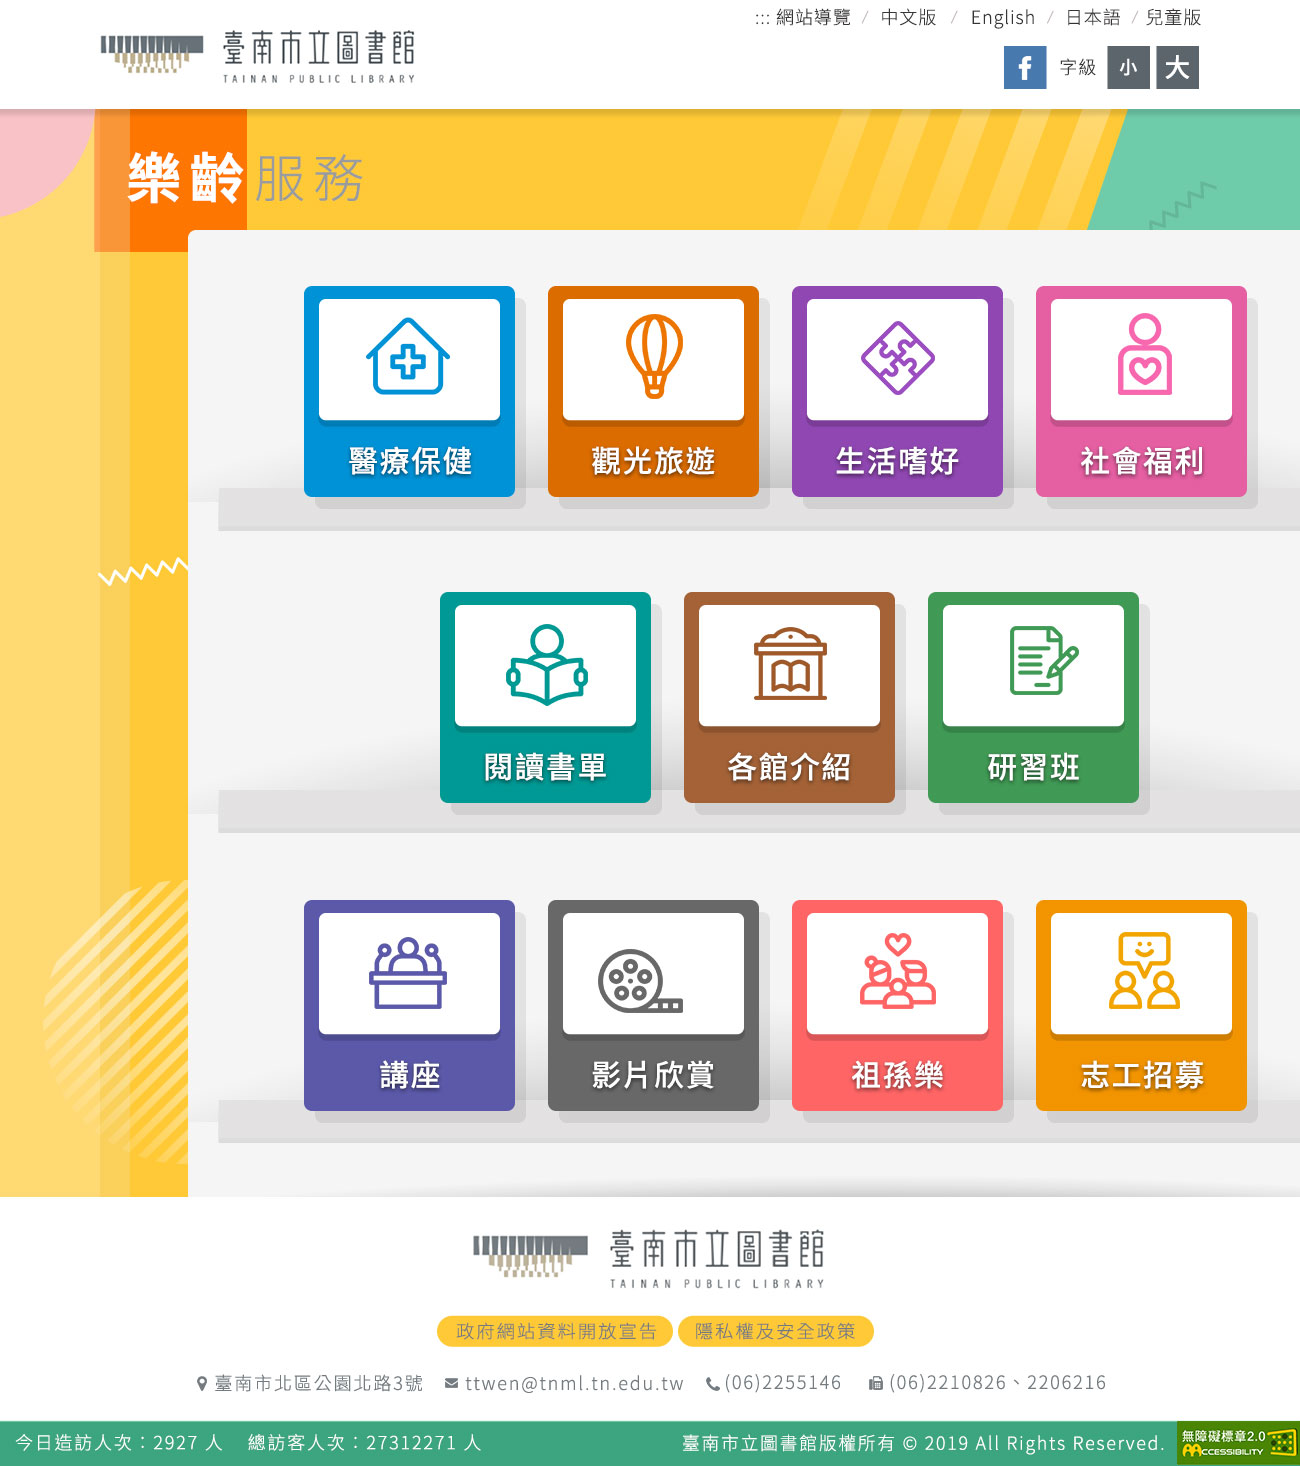 ::: 網站導覽 / 中文版 / English / 日本語 / 兒童版
臺南市立圖書館
TAINAN PUBLIC LIBRARY
字級 小 大
樂齡服務
醫療保健 觀光旅遊 生活嗜好 社會福利
閱讀書單 各館介紹 研習班
講座 影片欣賞 祖孫樂 志工招募
臺南市立圖書館
TAINAN PUBLIC LIBRARY
政府網站資料開放宣告 隱私權及安全政策
臺南市北區公園北路3號 ttwen@tnml.tn.edu.tw (06)2255146 (06)2210826、2206216
今日造訪人次：2927 人 總訪客人次：27312271 人 臺南市立圖書館版權所有 © 2019 All Rights Reserved.
無障礙標章2.0
AACCESSIBILITY